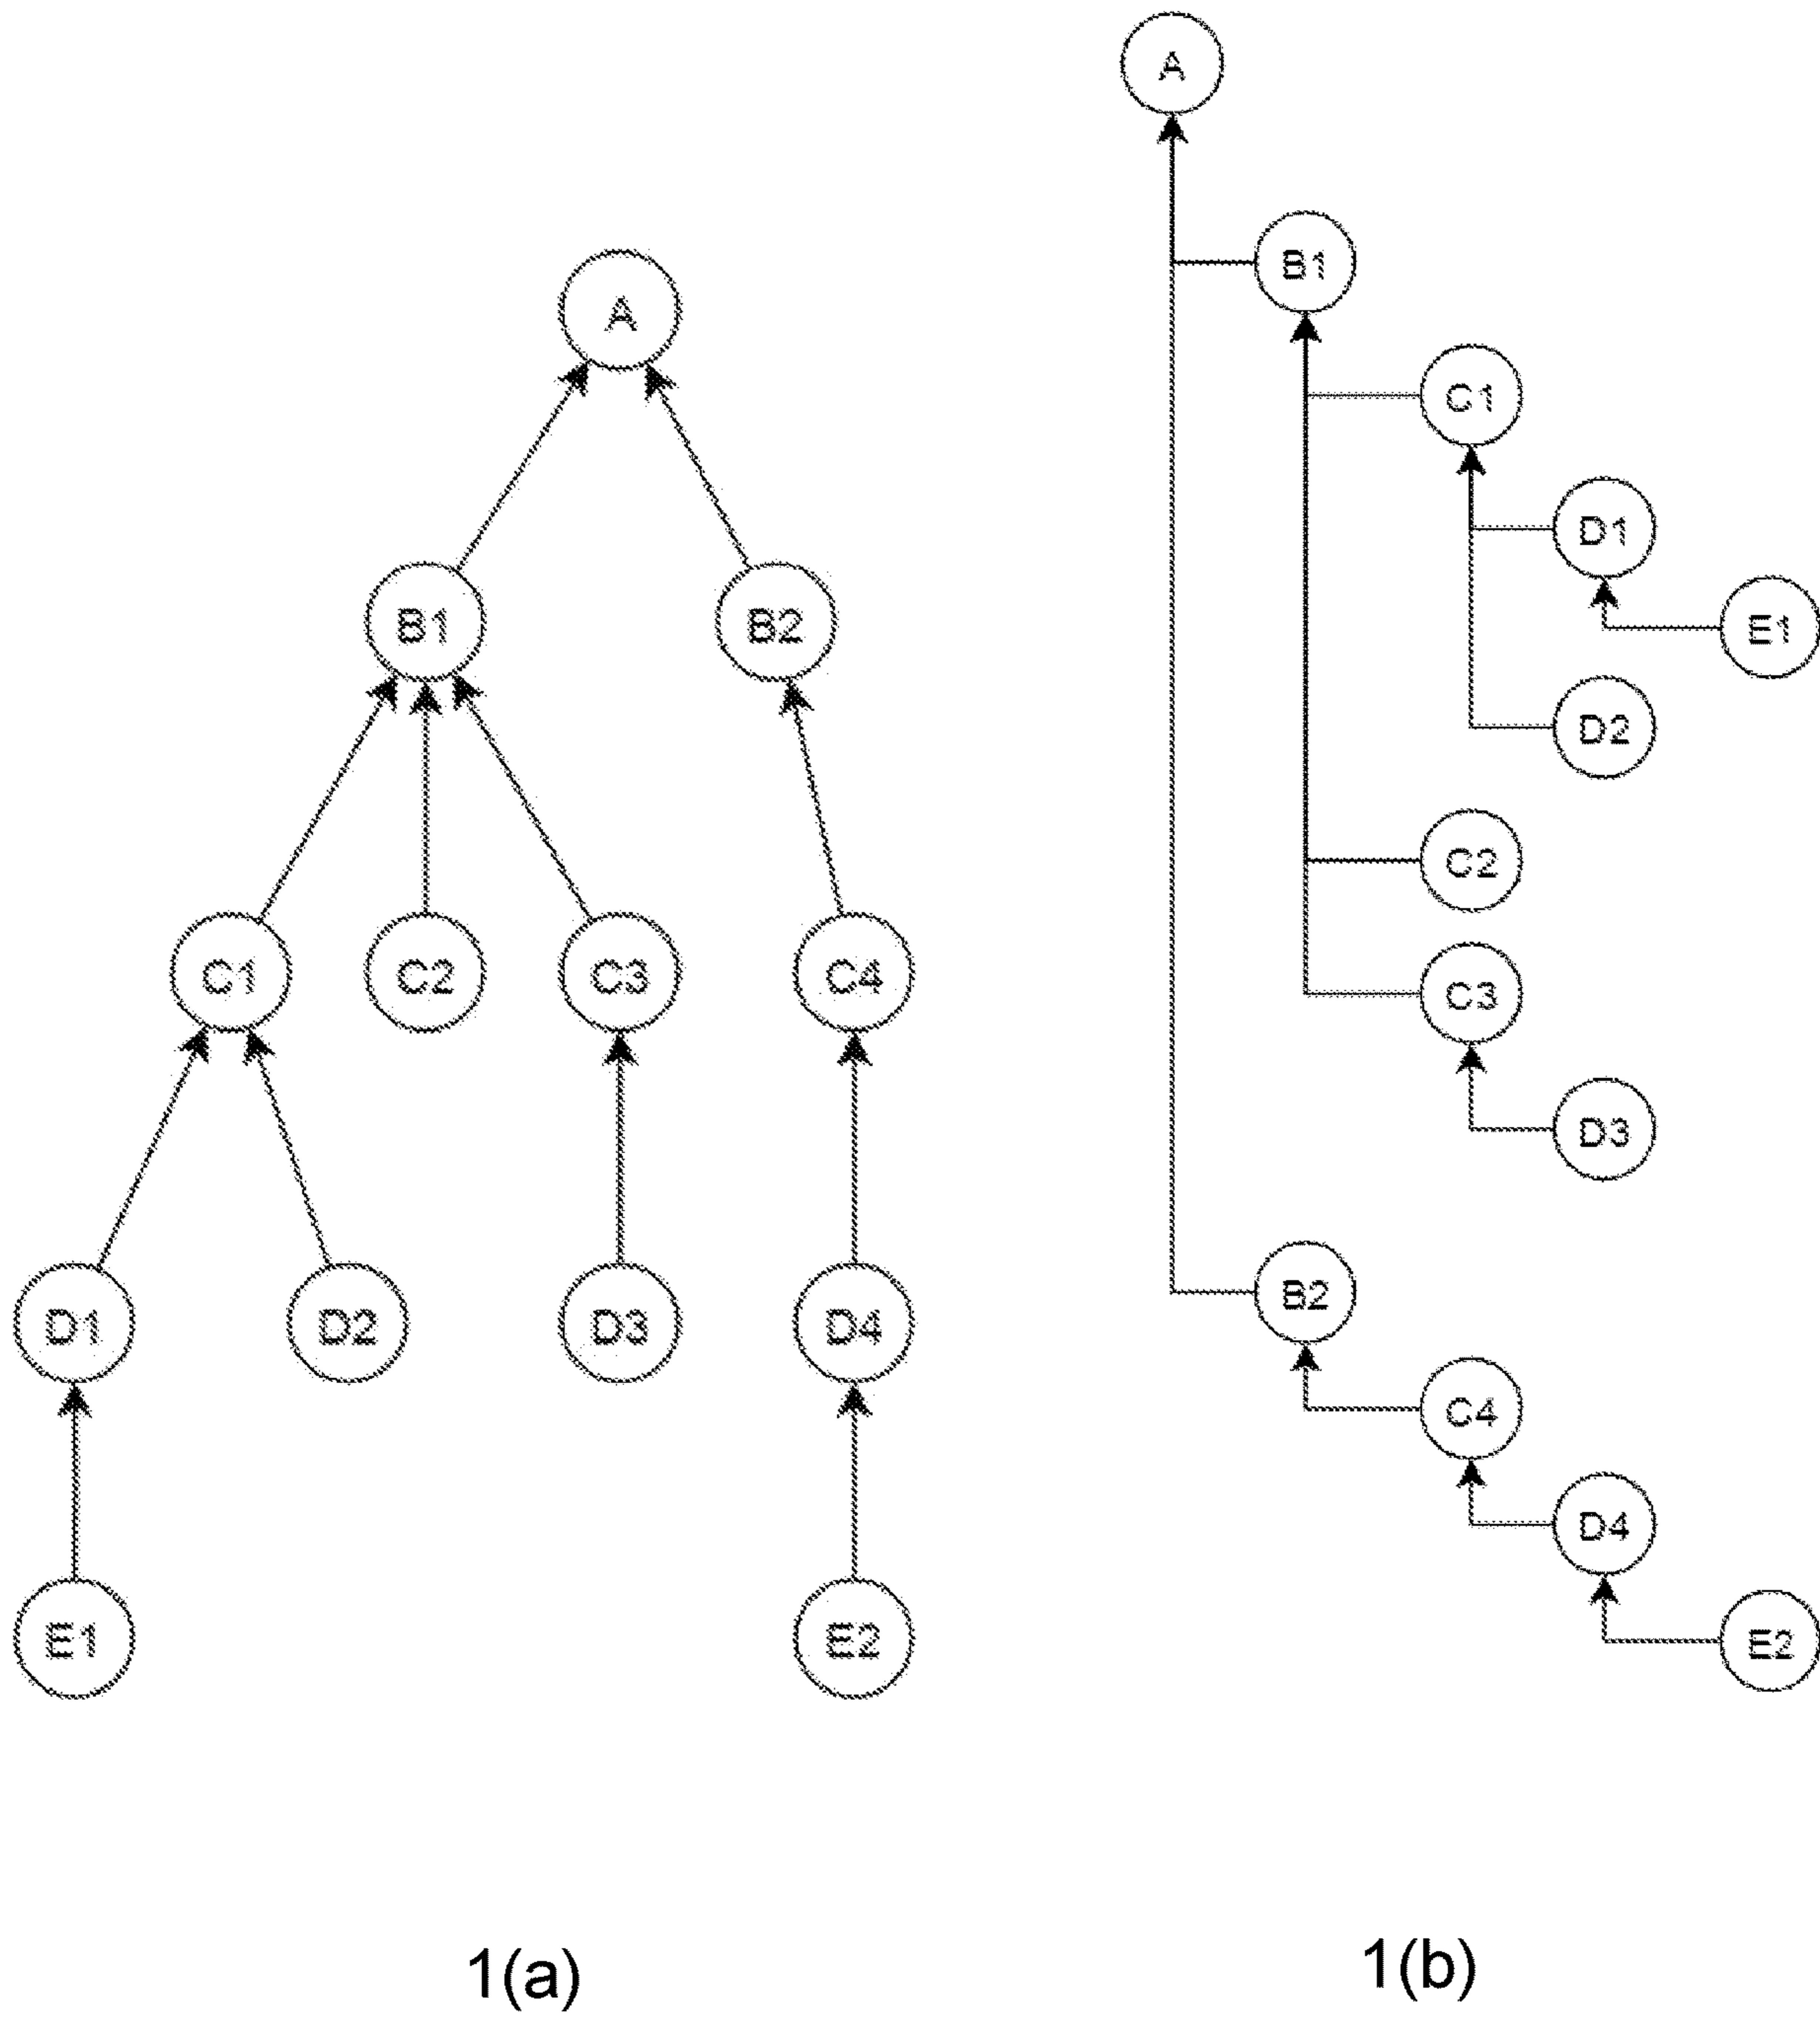 A
B1 B2
C1 C2 C3 C4
D1 D2 D3 D4
E1 E2
1(a)
A
B1
C1
D1
E1
D2
C2
C3
D3
B2
C4
D4
E2
1(b)